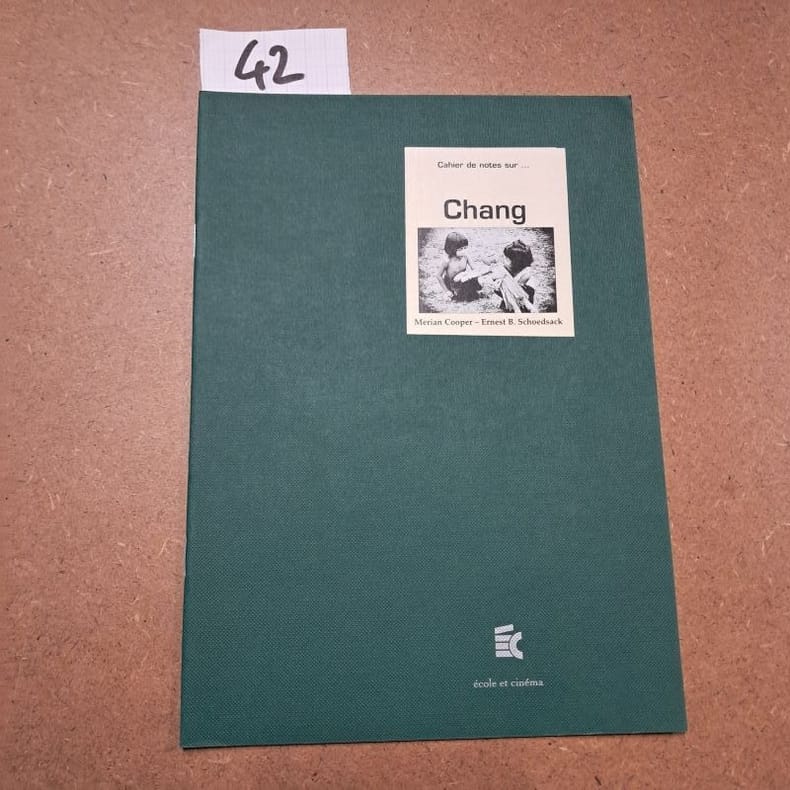 42
Cahier de notes sur ...
Chang
Merian Cooper – Ernest B. Schoedsack
école et cinéma